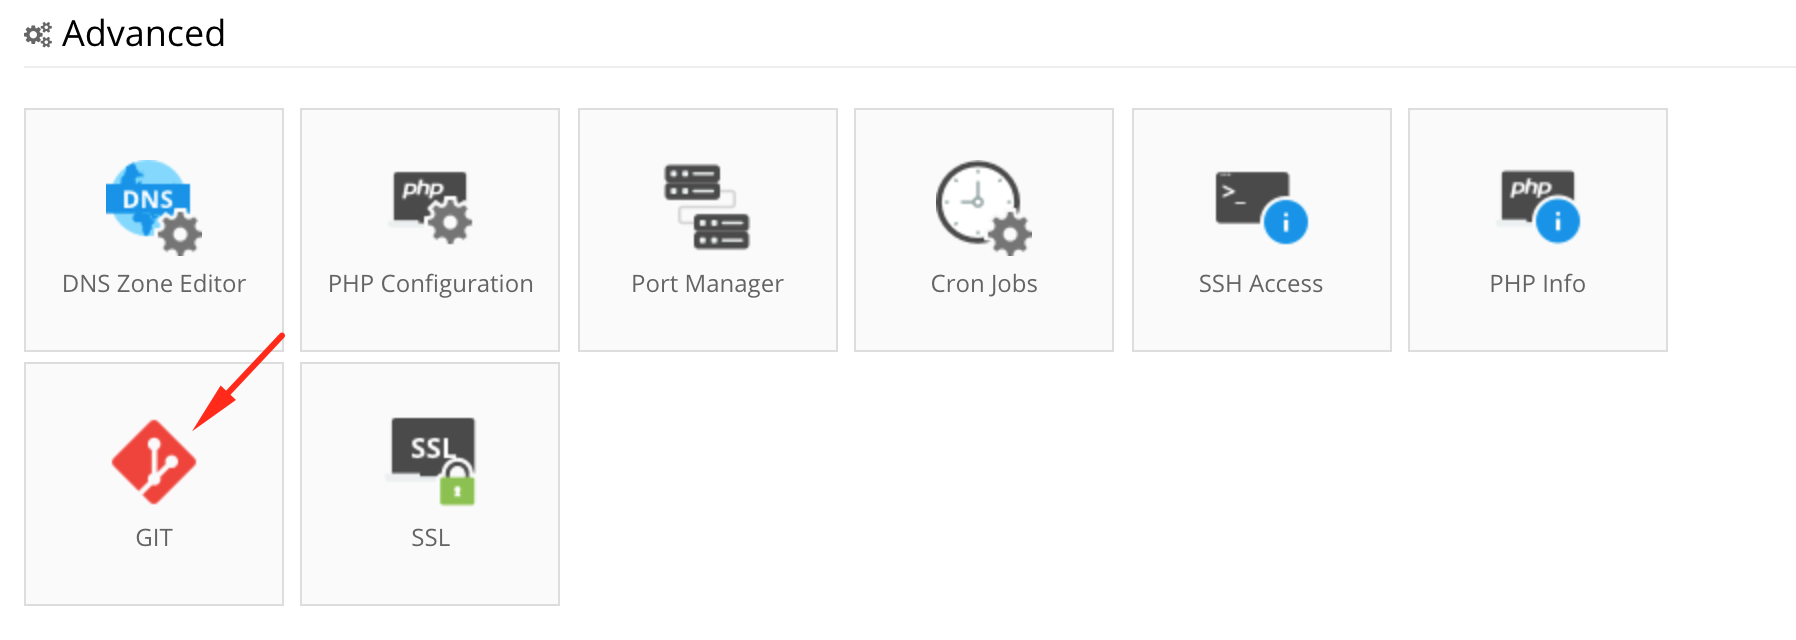 Advanced
DNS
php
>_
i
php
i
DNS Zone Editor
PHP Configuration
Port Manager
Cron Jobs
SSH Access
PHP Info
SSL
GIT
SSL